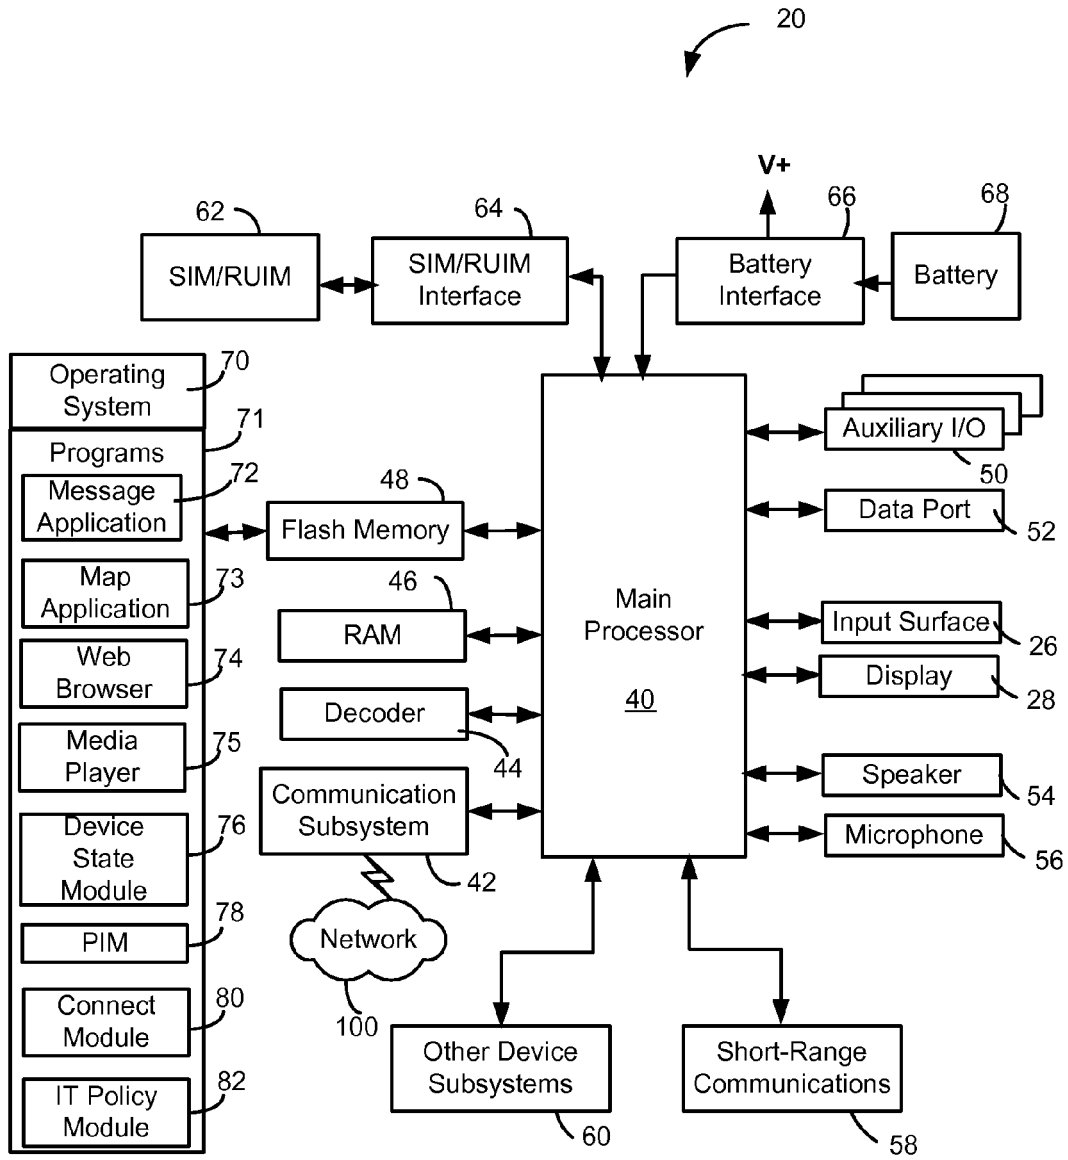 20
V+
62
64
66
68
SIM/RUIM
SIM/RUIM
Interface
Battery
Interface
Battery
Operating
System
70
71
Programs
Message
Application
72
Map
Application
73
Web
Browser
74
Media
Player
75
Device
State
Module
76
PIM
78
Connect
Module
80
IT Policy
Module
82
48
Flash Memory
46
RAM
Decoder
44
Communication
Subsystem
42
Network
100
Main
Processor
40
Auxiliary I/O
50
Data Port
52
Input Surface
26
Display
28
Speaker
54
Microphone
56
Other Device
Subsystems
60
Short-Range
Communications
58